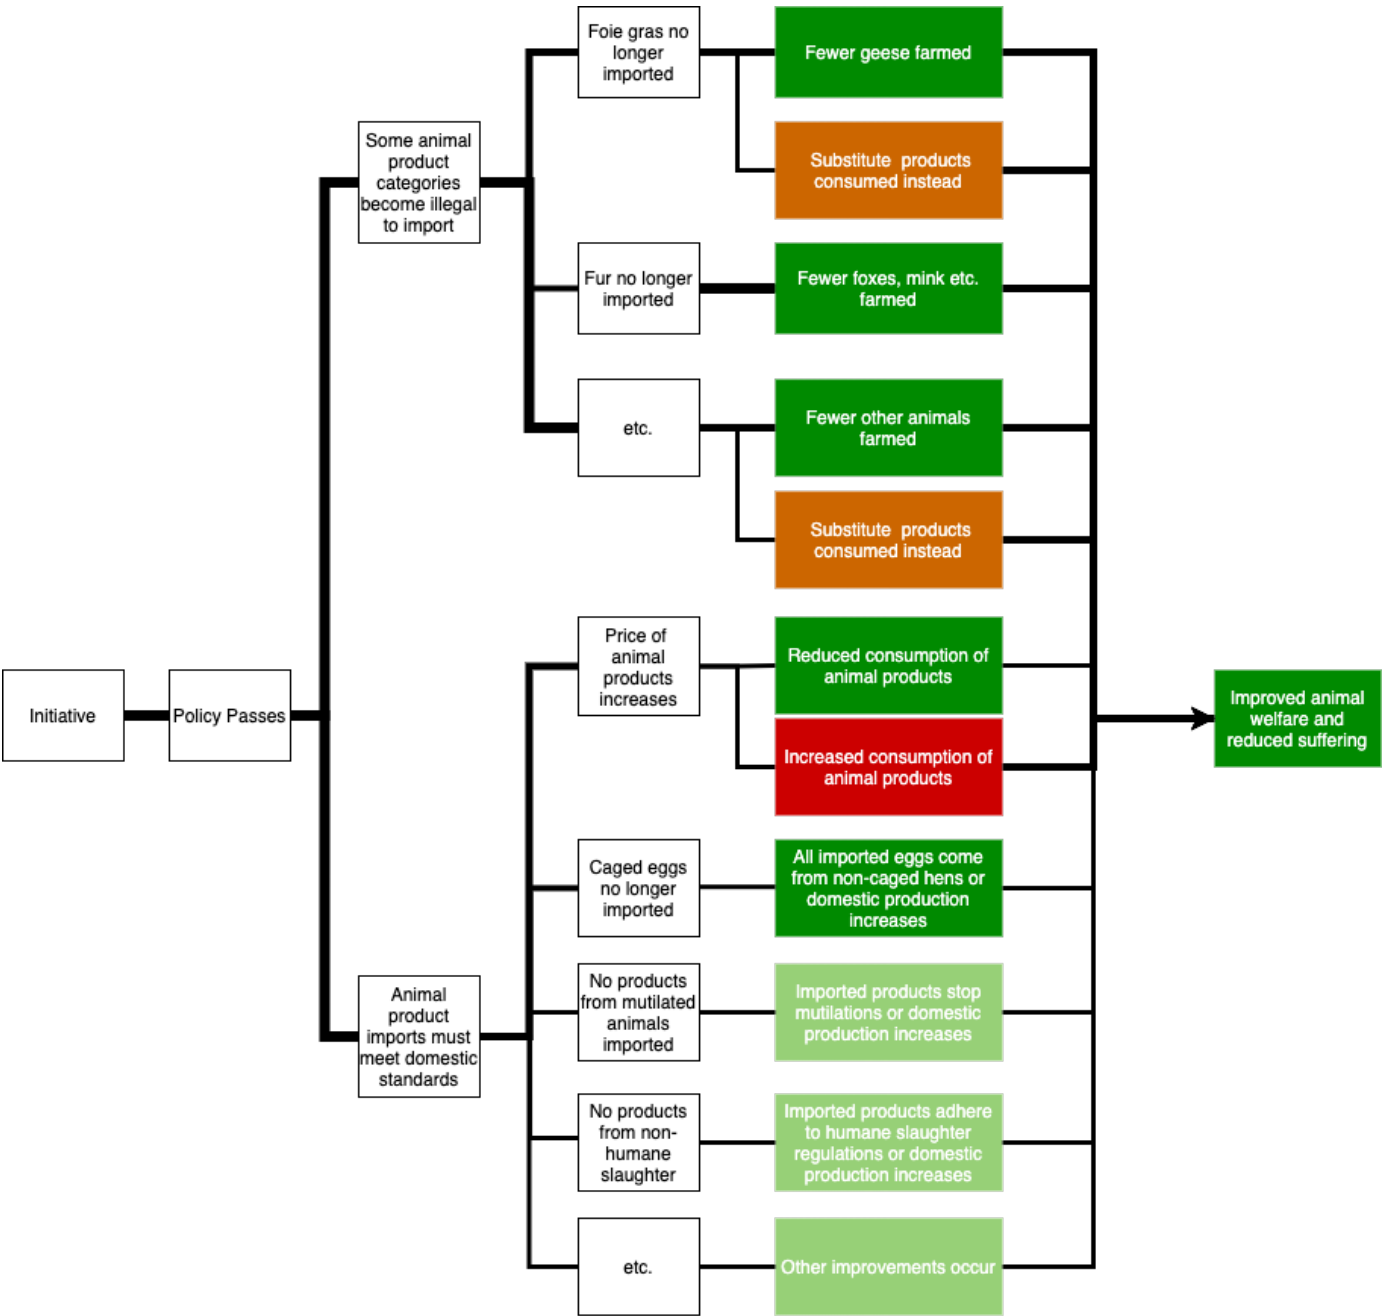 Initiative
Policy Passes
Some animal
product
categories
become illegal
to import
Animal
product
imports must
meet domestic
standards
Foie gras no
longer
imported
Fur no longer
imported
etc.
Price of
animal
products
increases
Caged eggs
no longer
imported
No products
from mutilated
animals
imported
No products
from non-
humane
slaughter
etc.
Fewer geese farmed
Substitute products
consumed instead
Fewer foxes, mink etc.
farmed
Fewer other animals
farmed
Substitute products
consumed instead
Reduced consumption of
animal products
Increased consumption of
animal products
All imported eggs come
from non-caged hens or
domestic production
increases
Imported products stop
mutilations or domestic
production increases
Imported products adhere
to humane slaughter
regulations or domestic
production increases
Other improvements occur
Improved animal
welfare and
reduced suffering